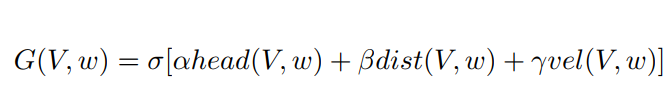 G(V, w) = σ[αhead(V, w) + βdist(V, w) + γvel(V, w)]